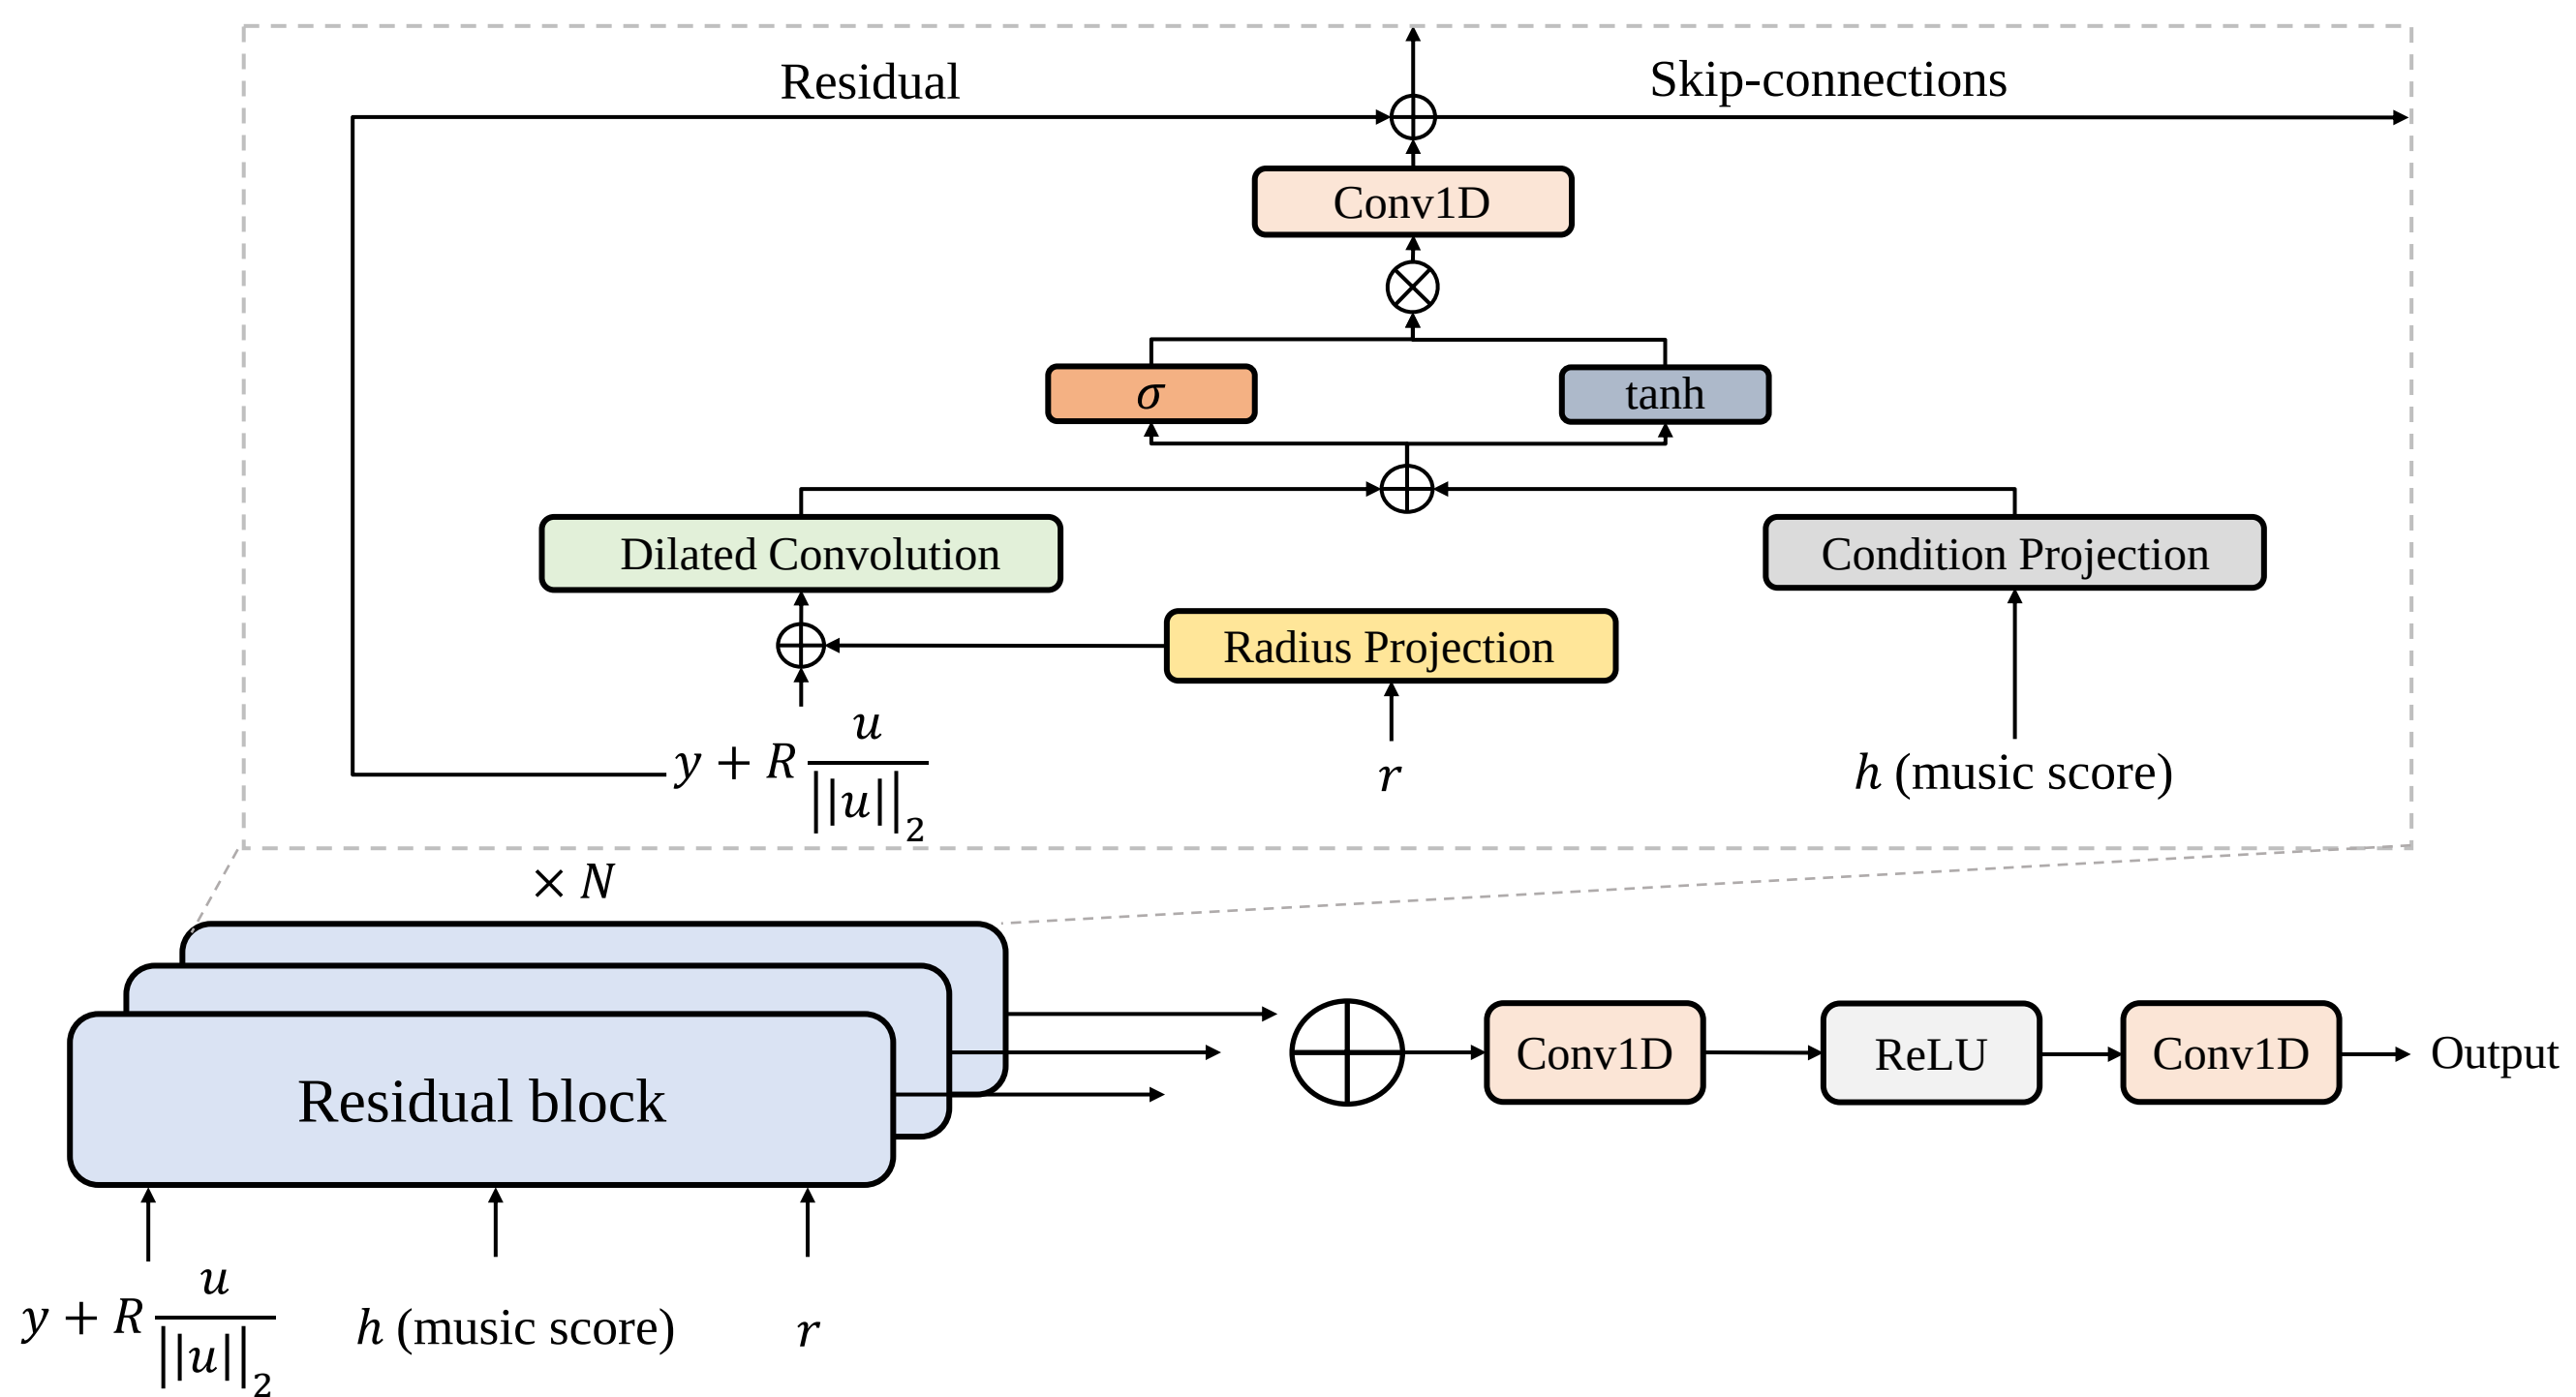 Residual
Skip-connections
Conv1D
σ
tanh
Dilated Convolution
Condition Projection
Radius Projection
y + R u / ||u||₂
r
h (music score)
× N
Residual block
Conv1D
ReLU
Conv1D
Output
y + R u / ||u||₂
h (music score)
r